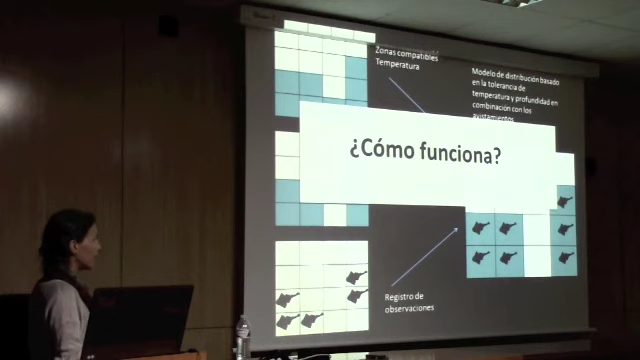 Zonas compatibles
Temperatura
Modelo de distribución basado
en la tolerancia de
temperatura y profundidad en
combinación con los
avistamientos
¿Cómo funciona?
Registro de
observaciones